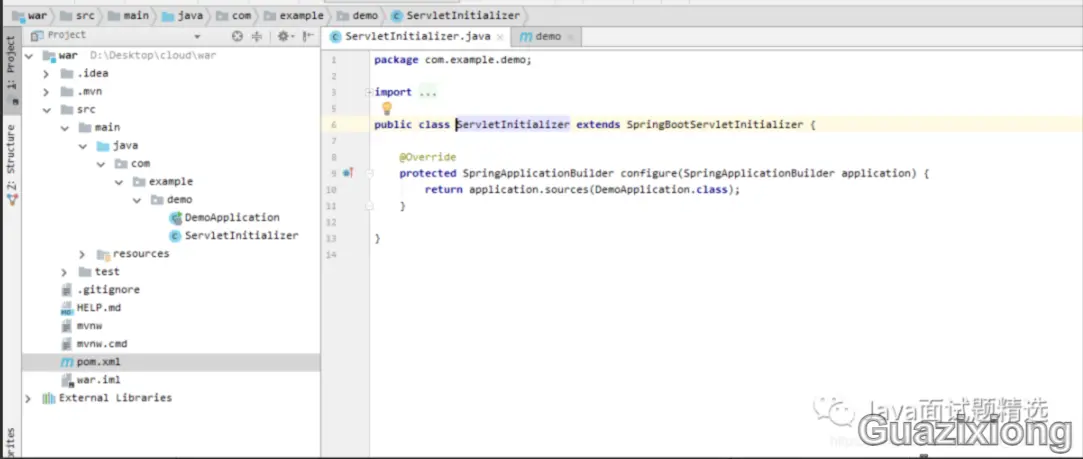 war src main java com example demo ServletInitializer
Project
ServletInitializer.java
demo
1: Project
Z: Structure
war D:\Desktop\cloud\war
.idea
.mvn
src
main
java
com
example
demo
DemoApplication
ServletInitializer
resources
test
.gitignore
HELP.md
mvnw
mvnw.cmd
pom.xml
war.iml
External Libraries
1 package com.example.demo;
2
3 import ...
5
6 public class ServletInitializer extends SpringBootServletInitializer {
7
8 @Override
9 protected SpringApplicationBuilder configure(SpringApplicationBuilder application) {
10 return application.sources(DemoApplication.class);
11 }
12
13 }
14
Java面试题精选
Guazixiong